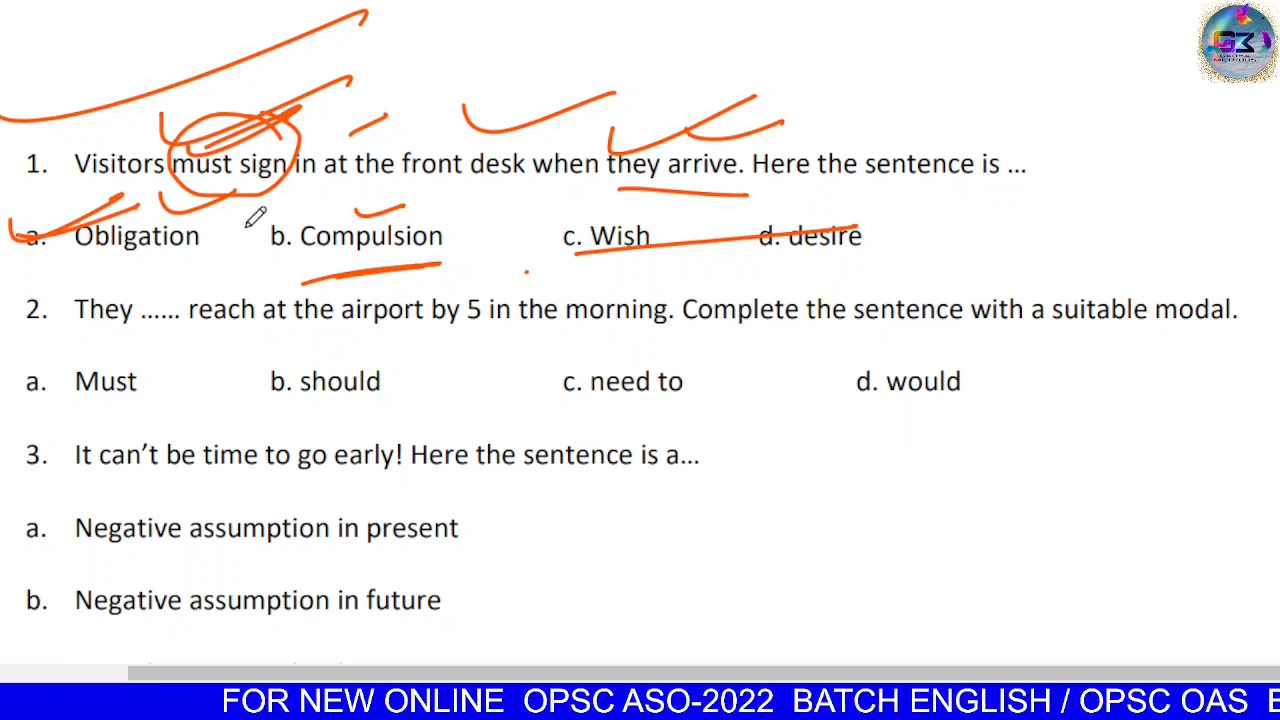 G3
1. Visitors must sign in at the front desk when they arrive. Here the sentence is ...
a. Obligation b. Compulsion c. Wish d. desire
2. They ...... reach at the airport by 5 in the morning. Complete the sentence with a suitable modal.
a. Must b. should c. need to d. would
3. It can’t be time to go early! Here the sentence is a...
a. Negative assumption in present
b. Negative assumption in future
FOR NEW ONLINE OPSC ASO-2022 BATCH ENGLISH / OPSC OAS